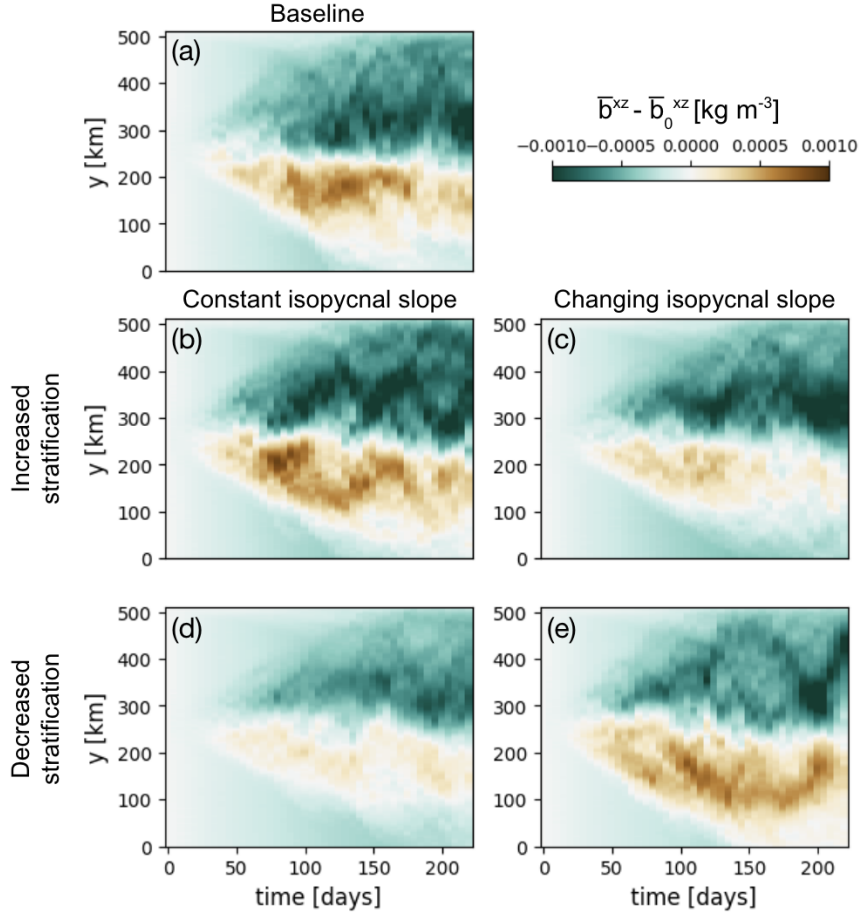 Baseline
(a)
500
400
300
200
100
0
y [km]
b̅ˣᶻ - b̅₀ˣᶻ [kg m⁻³]
−0.0010 −0.0005 0.0000 0.0005 0.0010
Constant isopycnal slope
Changing isopycnal slope
Increased
stratification
(b)
500
400
300
200
100
0
y [km]
(c)
500
400
300
200
100
0
Decreased
stratification
(d)
500
400
300
200
100
0
y [km]
0 50 100 150 200
time [days]
(e)
500
400
300
200
100
0
0 50 100 150 200
time [days]